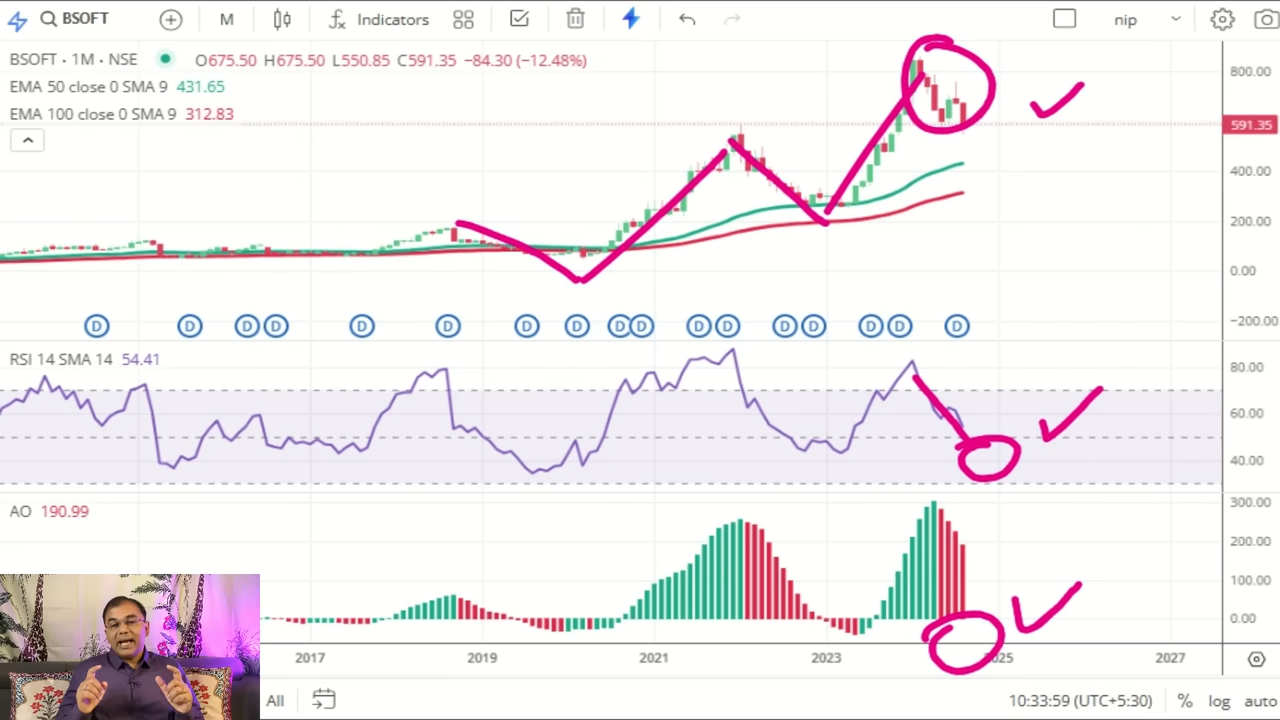 BSOFT M Indicators nip
BSOFT · 1M · NSE O675.50 H675.50 L550.85 C591.35 −84.30 (−12.48%)
EMA 50 close 0 SMA 9 431.65
EMA 100 close 0 SMA 9 312.83
800.00
591.35
400.00
200.00
0.00
−200.00
D D D D D D D D D D D D D D D D D
RSI 14 SMA 14 54.41
80.00
60.00
40.00
AO 190.99
300.00
200.00
100.00
0.00
2017 2019 2021 2023 2025 2027
All 10:33:59 (UTC+5:30) % log auto